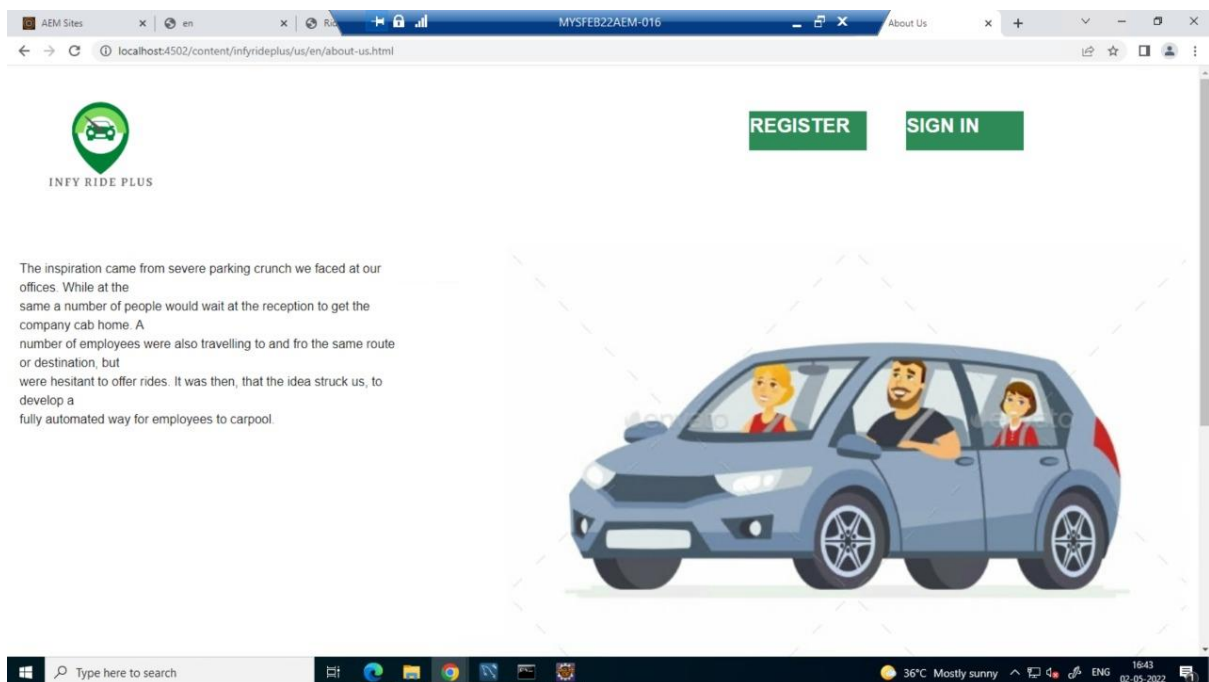 AEM Sites
en
Ric
MYSFEB22AEM-016
About Us
localhost:4502/content/infyrideplus/us/en/about-us.html
INFY RIDE PLUS
REGISTER
SIGN IN
The inspiration came from severe parking crunch we faced at our
offices. While at the
same a number of people would wait at the reception to get the
company cab home. A
number of employees were also travelling to and fro the same route
or destination, but
were hesitant to offer rides. It was then, that the idea struck us, to
develop a
fully automated way for employees to carpool.
envato
Type here to search
36°C Mostly sunny
ENG
16:43
02-05-2022